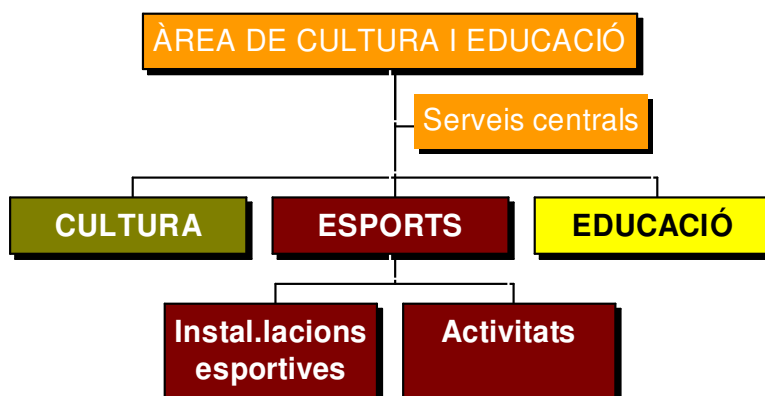 ÀREA DE CULTURA I EDUCACIÓ
Serveis centrals
CULTURA
ESPORTS
EDUCACIÓ
Instal.lacions
esportives
Activitats